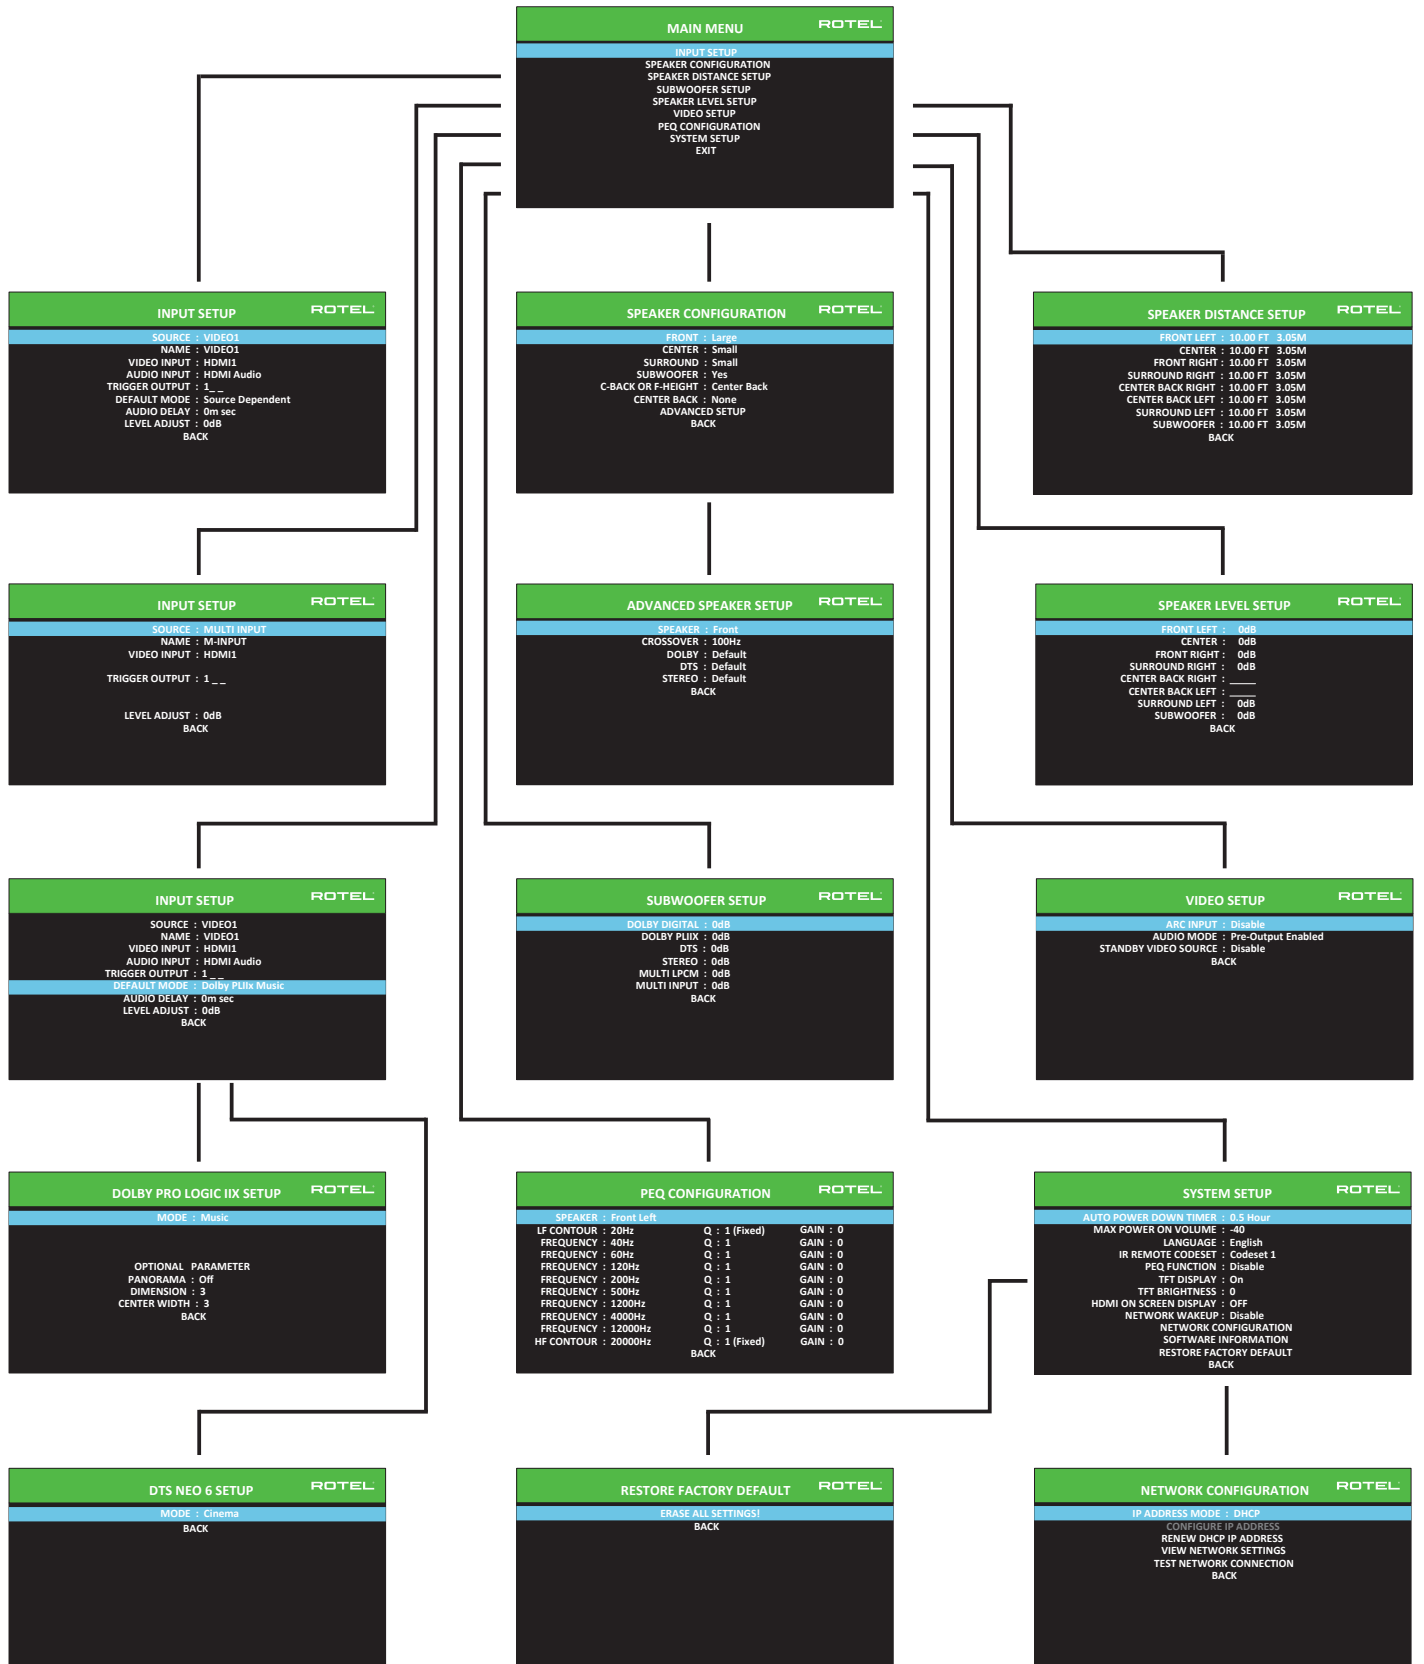 MAIN MENU ROTEL
INPUT SETUP
SPEAKER CONFIGURATION
SPEAKER DISTANCE SETUP
SUBWOOFER SETUP
SPEAKER LEVEL SETUP
VIDEO SETUP
PEQ CONFIGURATION
SYSTEM SETUP
EXIT
INPUT SETUP ROTEL
SOURCE : VIDEO1
NAME : VIDEO1
VIDEO INPUT : HDMI1
AUDIO INPUT : HDMI Audio
TRIGGER OUTPUT : 1_ _
DEFAULT MODE : Source Dependent
AUDIO DELAY : 0m sec
LEVEL ADJUST : 0dB
BACK
SPEAKER CONFIGURATION ROTEL
FRONT : Large
CENTER : Small
SURROUND : Small
SUBWOOFER : Yes
C-BACK OR F-HEIGHT : Center Back
CENTER BACK : None
ADVANCED SETUP
BACK
SPEAKER DISTANCE SETUP ROTEL
FRONT LEFT : 10.00 FT 3.05M
CENTER : 10.00 FT 3.05M
FRONT RIGHT : 10.00 FT 3.05M
SURROUND RIGHT : 10.00 FT 3.05M
CENTER BACK RIGHT : 10.00 FT 3.05M
CENTER BACK LEFT : 10.00 FT 3.05M
SURROUND LEFT : 10.00 FT 3.05M
SUBWOOFER : 10.00 FT 3.05M
BACK
INPUT SETUP ROTEL
SOURCE : MULTI INPUT
NAME : M-INPUT
VIDEO INPUT : HDMI1
TRIGGER OUTPUT : 1 _ _
LEVEL ADJUST : 0dB
BACK
ADVANCED SPEAKER SETUP ROTEL
SPEAKER : Front
CROSSOVER : 100Hz
DOLBY : Default
DTS : Default
STEREO : Default
BACK
SPEAKER LEVEL SETUP ROTEL
FRONT LEFT : 0dB
CENTER : 0dB
FRONT RIGHT : 0dB
SURROUND RIGHT : 0dB
CENTER BACK RIGHT : _____
CENTER BACK LEFT : _____
SURROUND LEFT : 0dB
SUBWOOFER : 0dB
BACK
INPUT SETUP ROTEL
SOURCE : VIDEO1
NAME : VIDEO1
VIDEO INPUT : HDMI1
AUDIO INPUT : HDMI Audio
TRIGGER OUTPUT : 1 _ _
DEFAULT MODE : Dolby PLIIx Music
AUDIO DELAY : 0m sec
LEVEL ADJUST : 0dB
BACK
SUBWOOFER SETUP ROTEL
DOLBY DIGITAL : 0dB
DOLBY PLIIX : 0dB
DTS : 0dB
STEREO : 0dB
MULTI LPCM : 0dB
MULTI INPUT : 0dB
BACK
VIDEO SETUP ROTEL
ARC INPUT : Disable
AUDIO MODE : Pre-Output Enabled
STANDBY VIDEO SOURCE : Disable
BACK
DOLBY PRO LOGIC IIX SETUP ROTEL
MODE : Music
OPTIONAL PARAMETER
PANORAMA : Off
DIMENSION : 3
CENTER WIDTH : 3
BACK
PEQ CONFIGURATION ROTEL
SPEAKER : Front Left
LF CONTOUR : 20Hz Q : 1 (Fixed) GAIN : 0
FREQUENCY : 40Hz Q : 1 GAIN : 0
FREQUENCY : 60Hz Q : 1 GAIN : 0
FREQUENCY : 120Hz Q : 1 GAIN : 0
FREQUENCY : 200Hz Q : 1 GAIN : 0
FREQUENCY : 500Hz Q : 1 GAIN : 0
FREQUENCY : 1200Hz Q : 1 GAIN : 0
FREQUENCY : 4000Hz Q : 1 GAIN : 0
FREQUENCY : 12000Hz Q : 1 GAIN : 0
HF CONTOUR : 20000Hz Q : 1 (Fixed) GAIN : 0
BACK
SYSTEM SETUP ROTEL
AUTO POWER DOWN TIMER : 0.5 Hour
MAX POWER ON VOLUME : -40
LANGUAGE : English
IR REMOTE CODESET : Codeset 1
PEQ FUNCTION : Disable
TFT DISPLAY : On
TFT BRIGHTNESS : 0
HDMI ON SCREEN DISPLAY : OFF
NETWORK WAKEUP : Disable
NETWORK CONFIGURATION
SOFTWARE INFORMATION
RESTORE FACTORY DEFAULT
BACK
DTS NEO 6 SETUP ROTEL
MODE : Cinema
BACK
RESTORE FACTORY DEFAULT ROTEL
ERASE ALL SETTINGS!
BACK
NETWORK CONFIGURATION ROTEL
IP ADDRESS MODE : DHCP
CONFIGURE IP ADDRESS
RENEW DHCP IP ADDRESS
VIEW NETWORK SETTINGS
TEST NETWORK CONNECTION
BACK